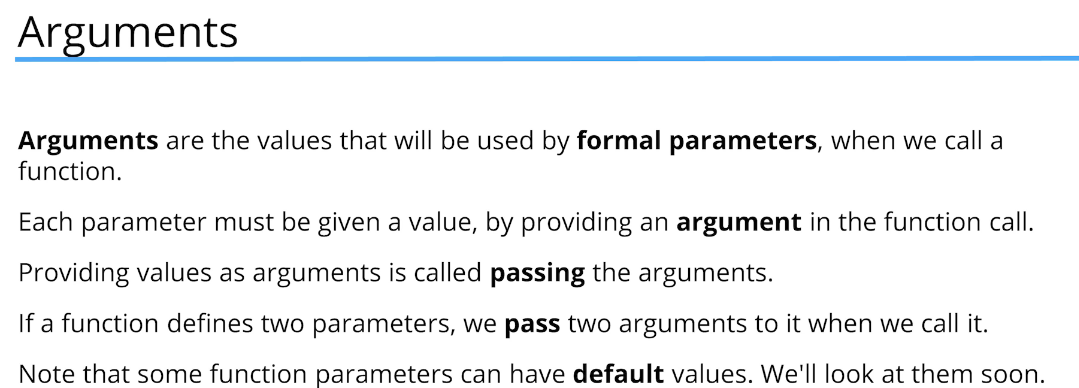 Arguments
Arguments are the values that will be used by formal parameters, when we call a
function.
Each parameter must be given a value, by providing an argument in the function call.
Providing values as arguments is called passing the arguments.
If a function defines two parameters, we pass two arguments to it when we call it.
Note that some function parameters can have default values. We'll look at them soon.